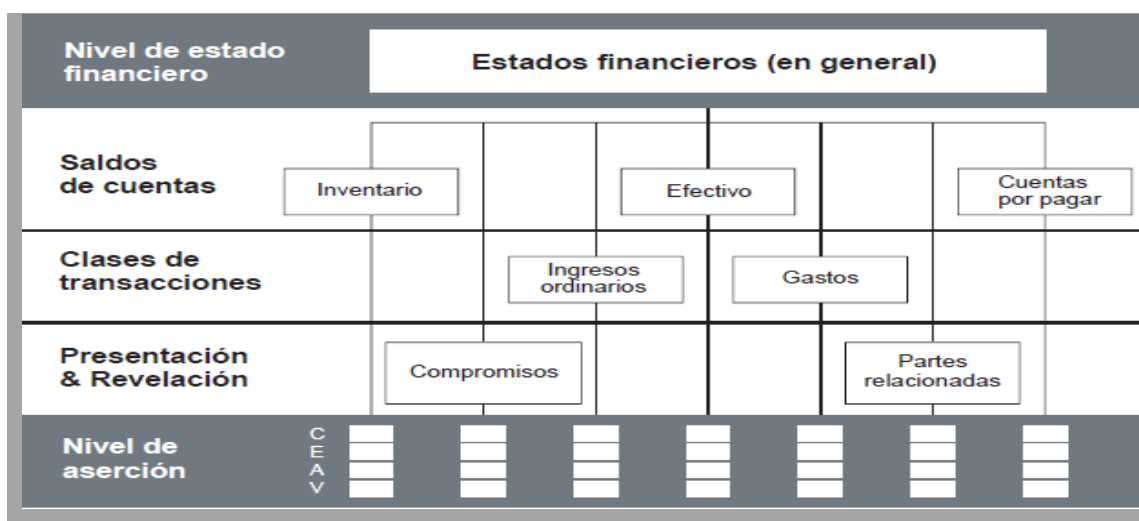 Nivel de estado
financiero
Estados financieros (en general)
Saldos
de cuentas
Inventario
Efectivo
Cuentas
por pagar
Clases de
transacciones
Ingresos
ordinarios
Gastos
Presentación
& Revelación
Compromisos
Partes
relacionadas
Nivel de
aserción
C
E
A
V